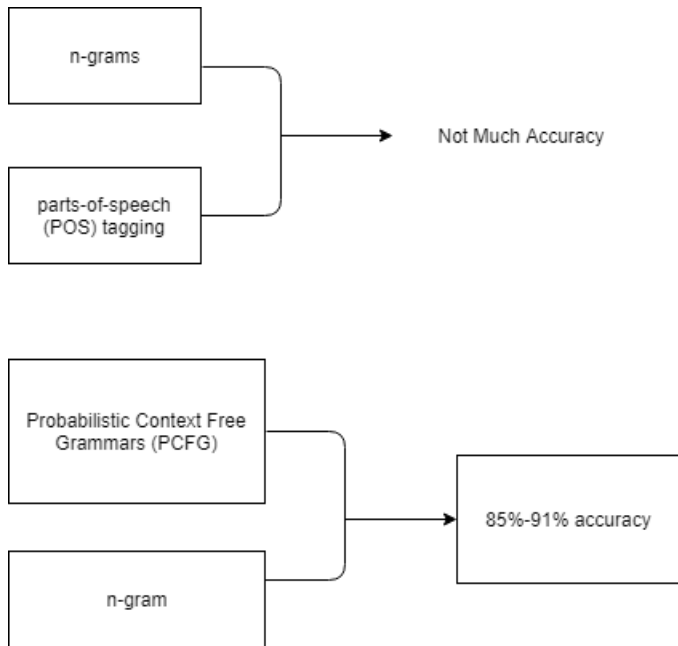 n-grams
Not Much Accuracy
parts-of-speech
(POS) tagging
Probabilistic Context Free
Grammars (PCFG)
85%-91% accuracy
n-gram